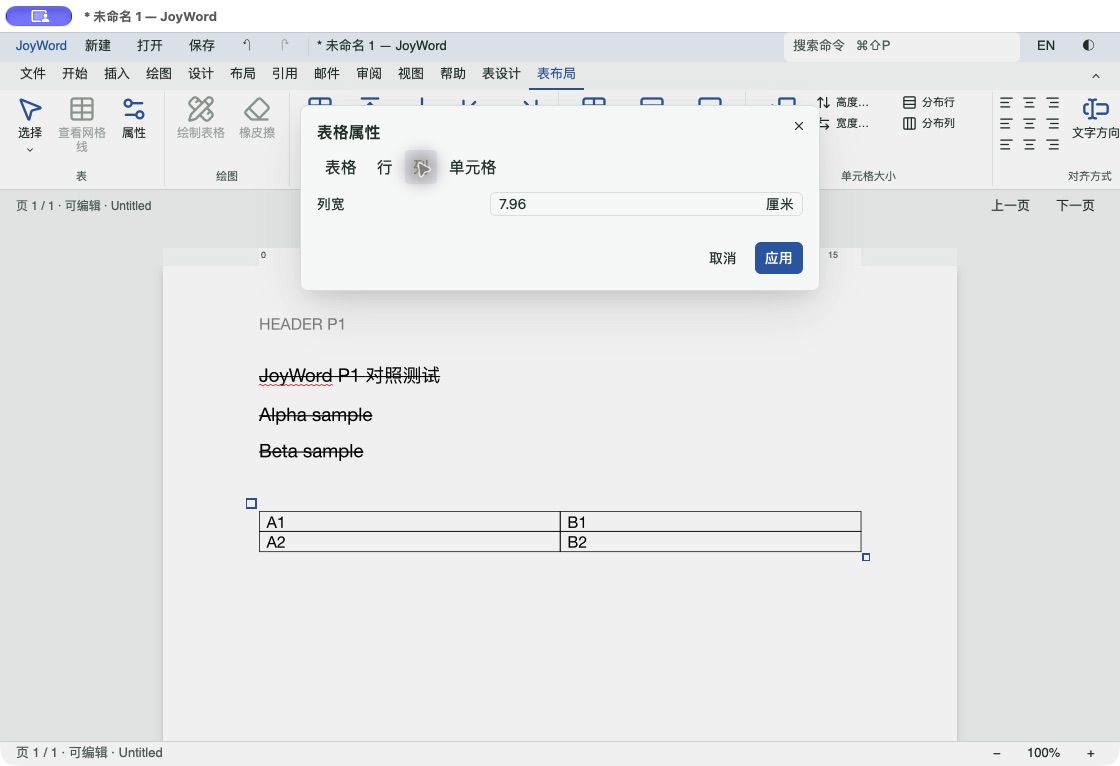 * 未命名 1 — JoyWord
JoyWord 新建 打开 保存 * 未命名 1 — JoyWord 搜索命令 ⌘⇧P EN
文件 开始 插入 绘图 设计 布局 引用 邮件 审阅 视图 帮助 表设计 表布局
选择 查看网格线 属性 绘制表格 橡皮擦 高度... 分布行
宽度... 分布列 文字方向
表 绘图 单元格大小 对齐方式
表格属性 ×
表格 行 单元格
列宽 7.96 厘米
取消 应用
页 1 / 1 · 可编辑 · Untitled 上一页 下一页
0 15
HEADER P1
JoyWord P1 对照测试
Alpha sample
Beta sample
A1 B1
A2 B2
页 1 / 1 · 可编辑 · Untitled − 100% +